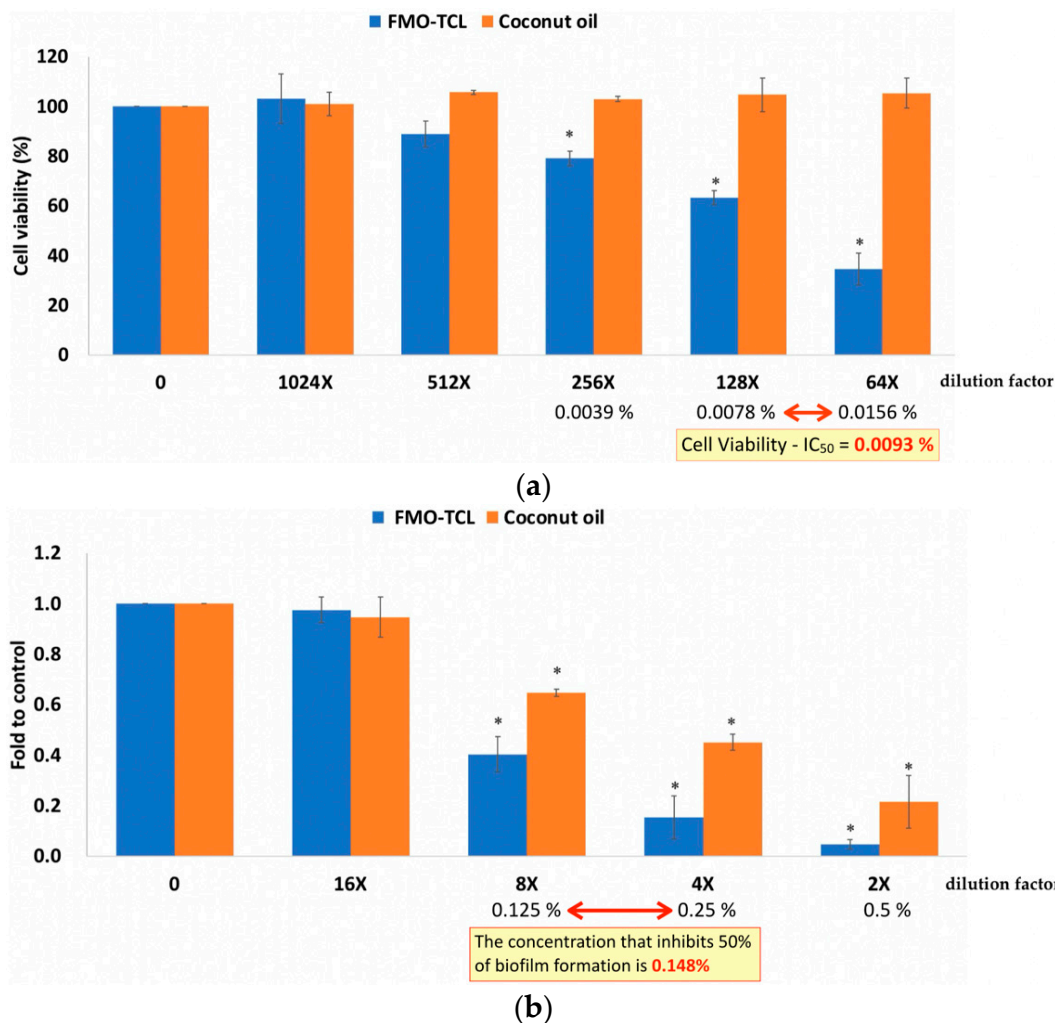 FMO-TCL Coconut oil
120
100
80
60
40
20
0
Cell viability (%)
*
*
*
0 1024X 512X 256X 128X 64X dilution factor
0.0039 % 0.0078 % 0.0156 %
Cell Viability - IC50 = 0.0093 %
(a)
FMO-TCL Coconut oil
1.2
1.0
0.8
0.6
0.4
0.2
0.0
Fold to control
*
*
*
*
*
*
0 16X 8X 4X 2X dilution factor
0.125 % 0.25 % 0.5 %
The concentration that inhibits 50%
of biofilm formation is 0.148%
(b)